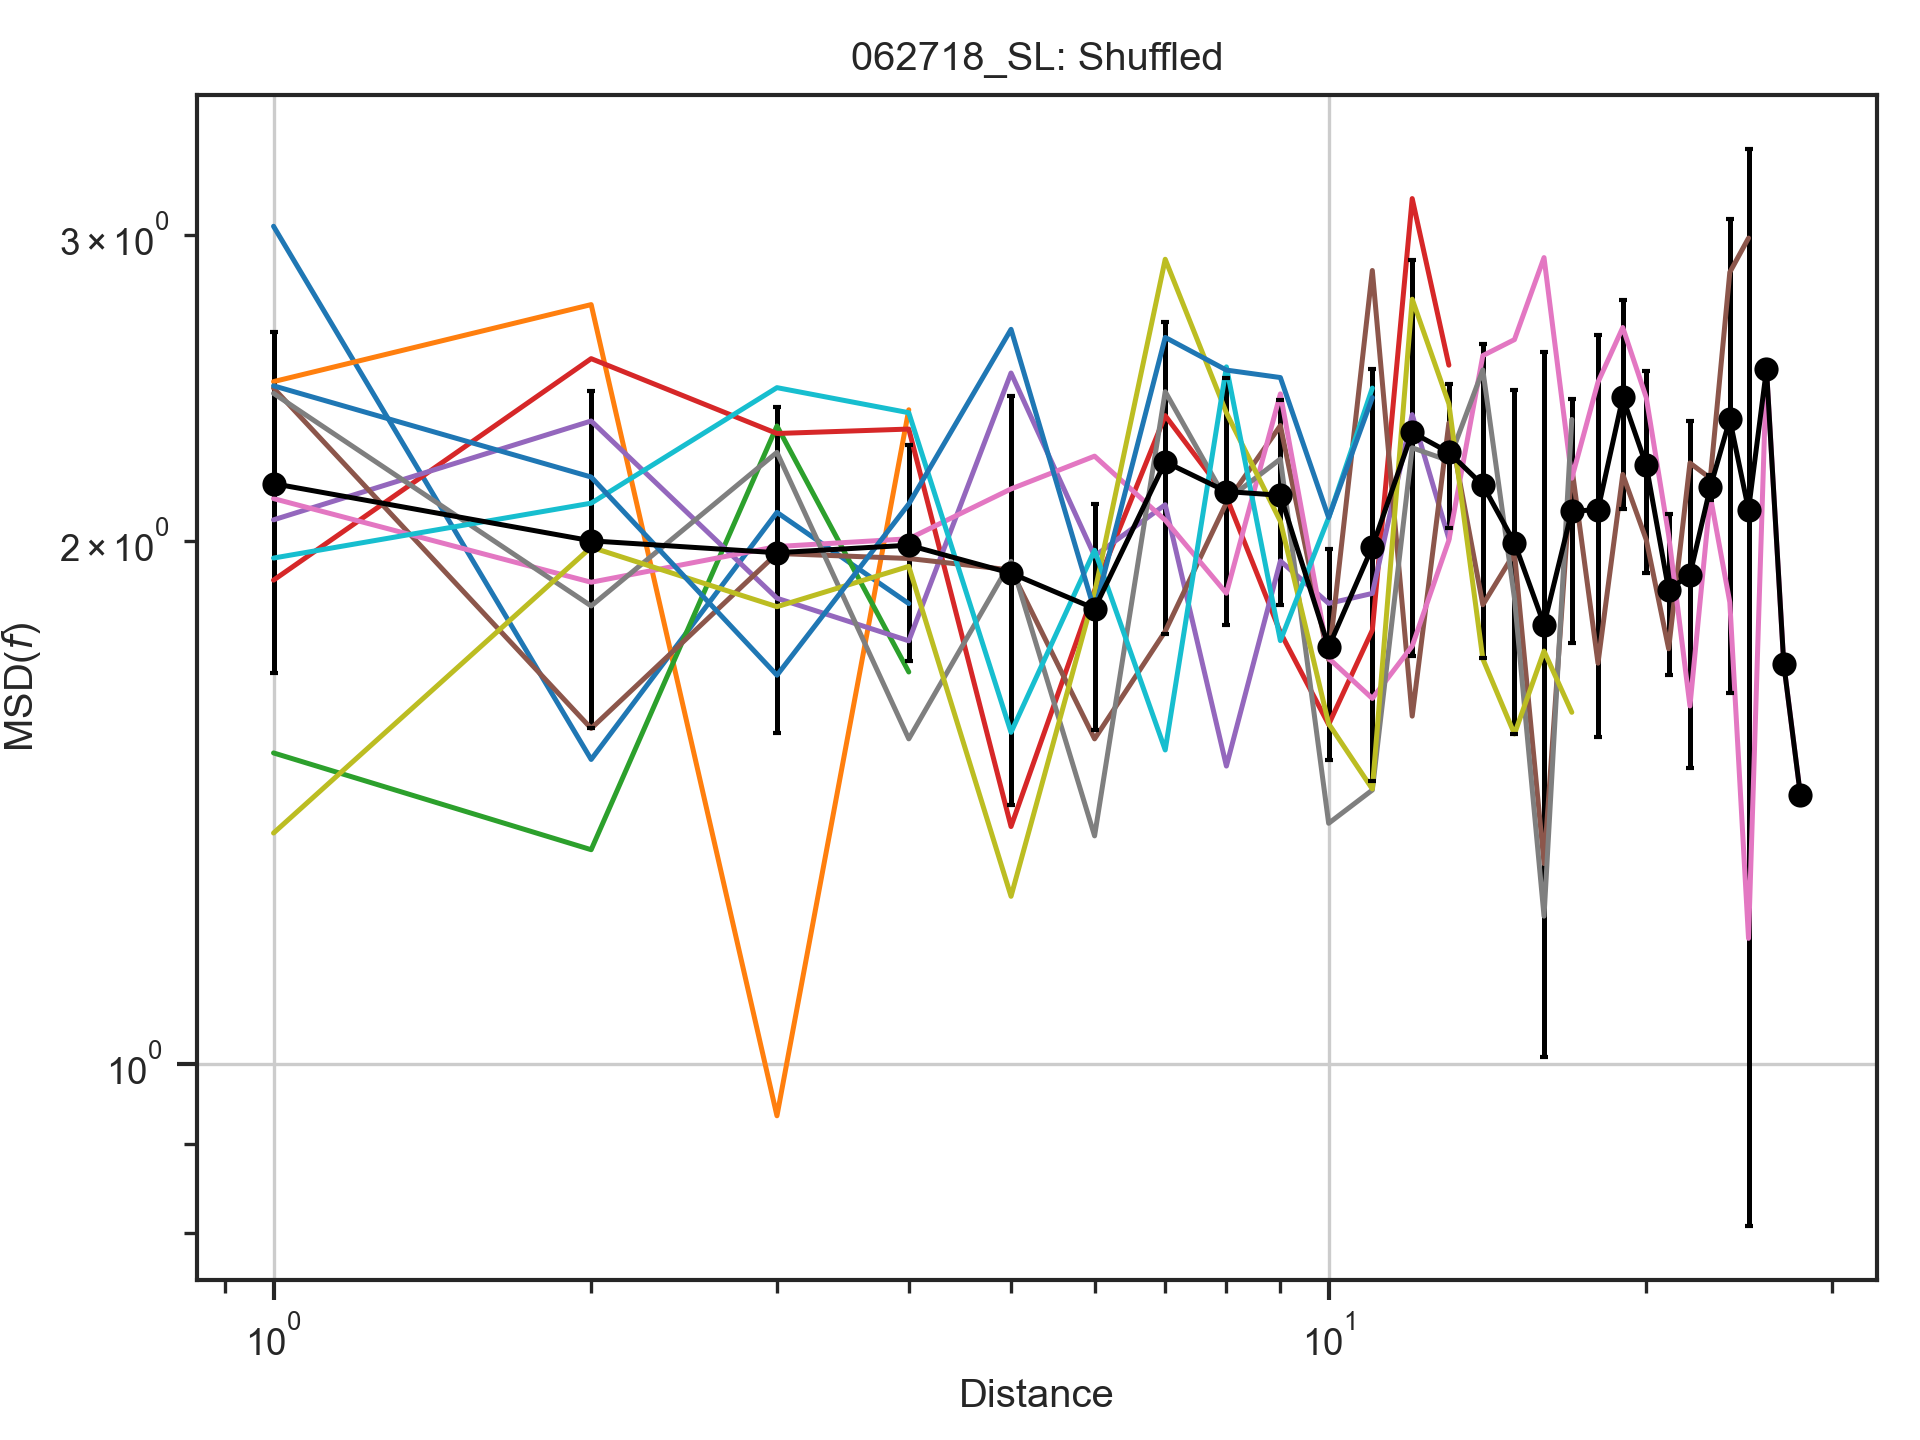 062718_SL: Shuffled
3 × 10⁰
2 × 10⁰
10⁰
MSD(f)
10⁰ 10¹
Distance